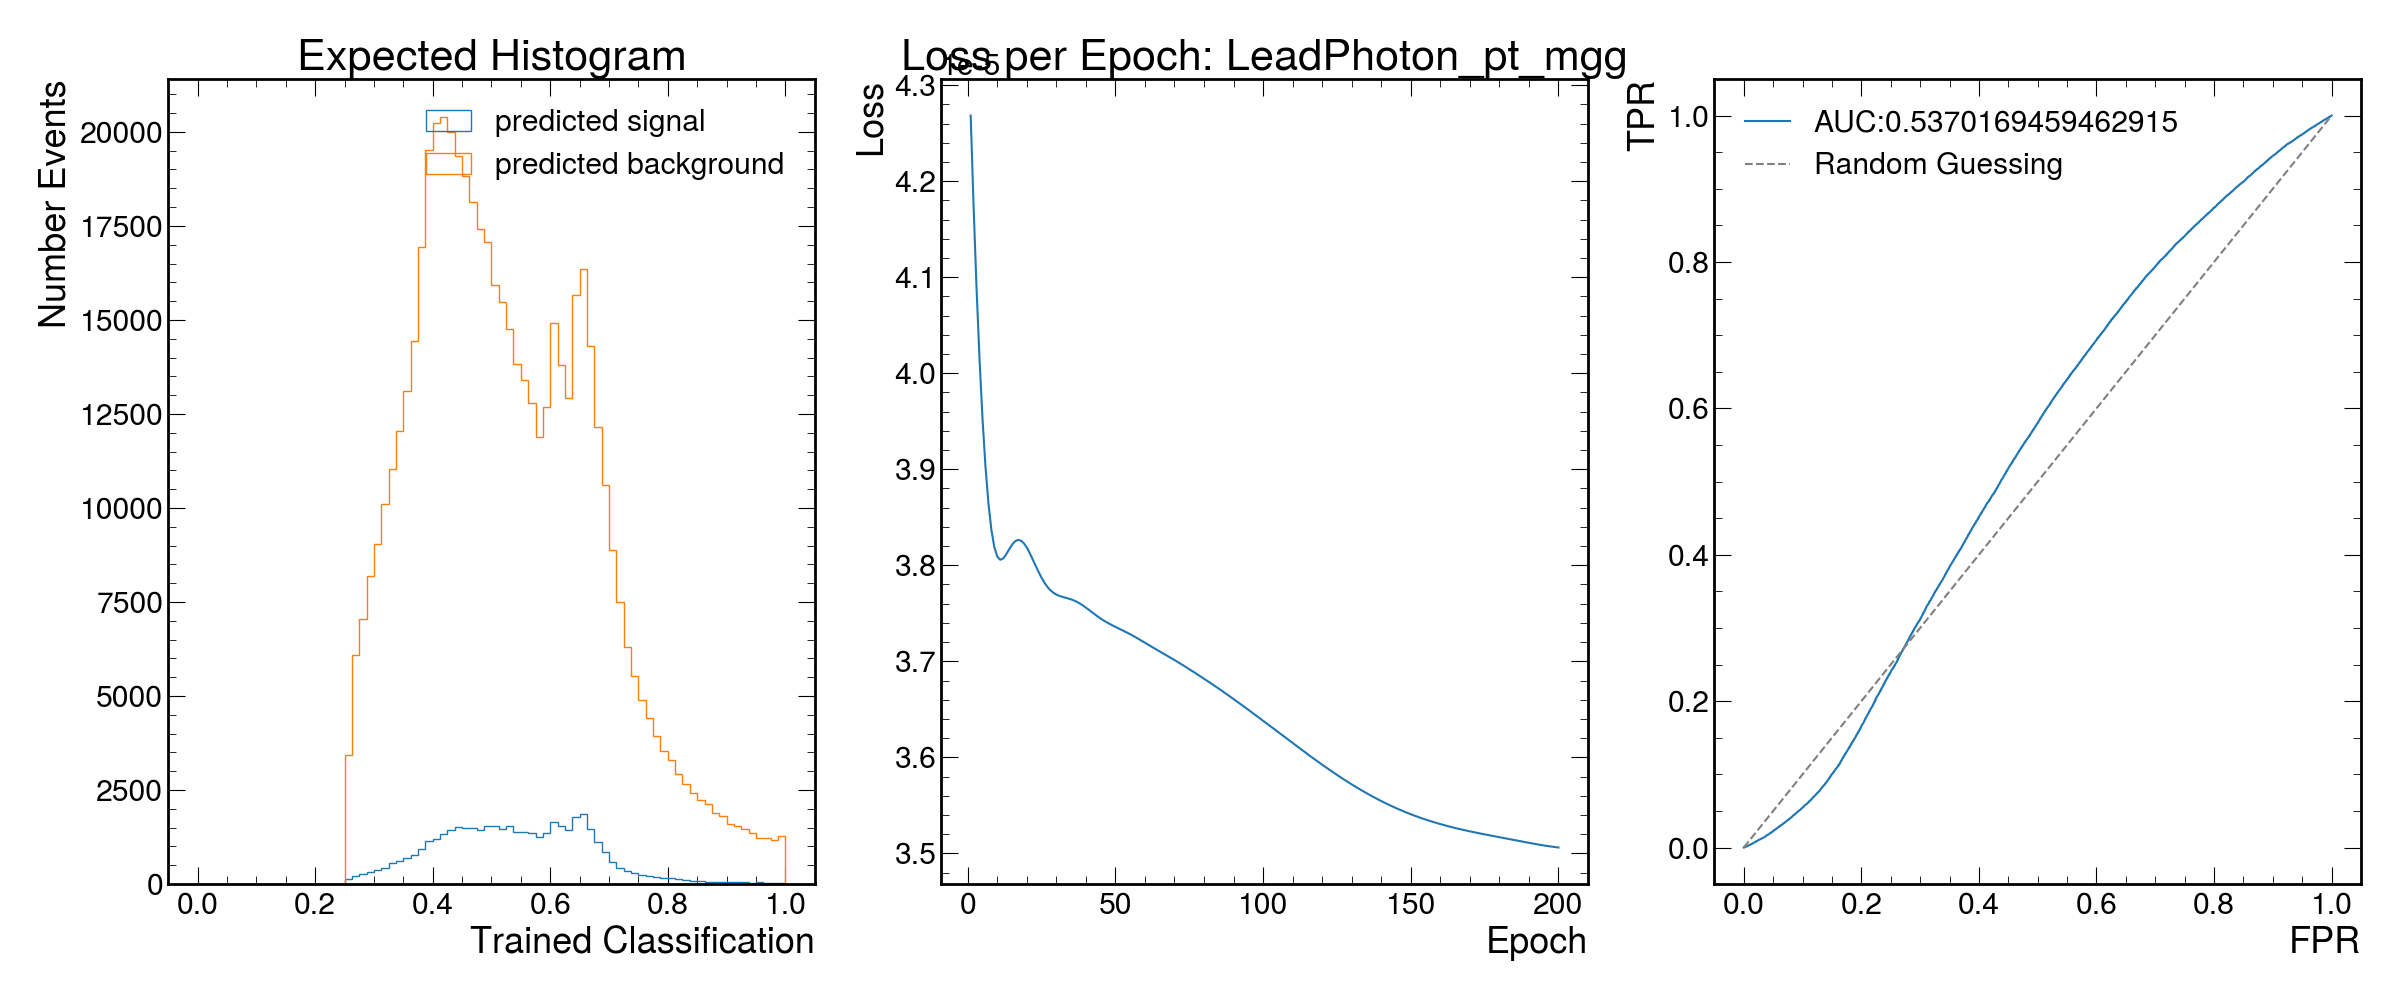 Expected Histogram
Number Events
predicted signal
predicted background
20000
17500
15000
12500
10000
7500
5000
2500
0
0.0 0.2 0.4 0.6 0.8 1.0
Trained Classification
Loss per Epoch: LeadPhoton_pt_mgg
1e-5
Loss
4.3
4.2
4.1
4.0
3.9
3.8
3.7
3.6
3.5
0 50 100 150 200
Epoch
TPR
AUC:0.5370169459462915
Random Guessing
1.0
0.8
0.6
0.4
0.2
0.0
0.0 0.2 0.4 0.6 0.8 1.0
FPR